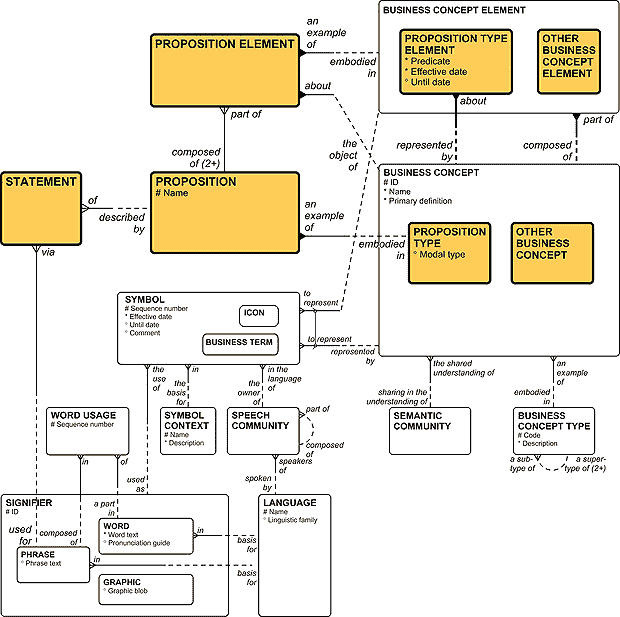 BUSINESS CONCEPT ELEMENT
PROPOSITION ELEMENT
an
example
of
embodied
in
about
PROPOSITION TYPE
ELEMENT
* Predicate
* Effective date
° Until date
OTHER
BUSINESS
CONCEPT
ELEMENT
about
part of
part of
composed
of (2+)
the
object
of
represented
by
composed
of
STATEMENT
of
described
by
via
PROPOSITION
# Name
an
example
of
embodied
in
BUSINESS CONCEPT
# ID
* Name
* Primary definition
PROPOSITION
TYPE
° Modal type
OTHER
BUSINESS
CONCEPT
SYMBOL
# Sequence number
* Effective date
° Until date
° Comment
ICON
BUSINESS TERM
to
represent
to represent
represented
by
the
use
of
in
the
basis
for
in the
language
of
the
owner
of
the shared
understanding of
sharing in the
understanding of
an
example
of
embodied
in
WORD USAGE
# Sequence number
in
of
SYMBOL
CONTEXT
# Name
* Description
SPEECH
COMMUNITY
part of
composed
of
speakers
of
spoken
by
SEMANTIC
COMMUNITY
BUSINESS
CONCEPT TYPE
# Code
* Description
a sub-
type of
a super-
type of (2+)
used
as
SIGNIFIER
# ID
a part
in
used
for
composed
of
WORD
* Word text
° Pronunciation guide
in
basis
for
PHRASE
° Phrase text
in
basis
for
GRAPHIC
° Graphic blob
LANGUAGE
# Name
° Linguistic family